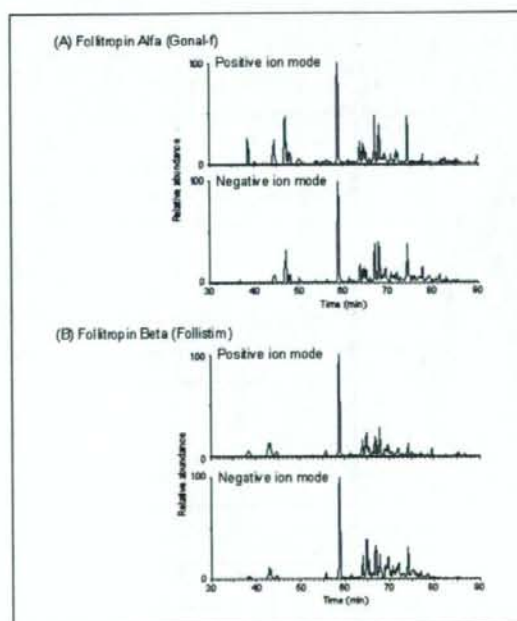 (A) Follitropin Alfa (Gonal-f)
Positive ion mode
100
Relative abundance
0
Negative ion mode
100
0
30 40 50 60 70 80 90
Time (min)
(B) Follitropin Beta (Follistim)
Positive ion mode
100
Relative abundance
0
Negative ion mode
100
0
30 40 50 60 70 80 90
Time (min)